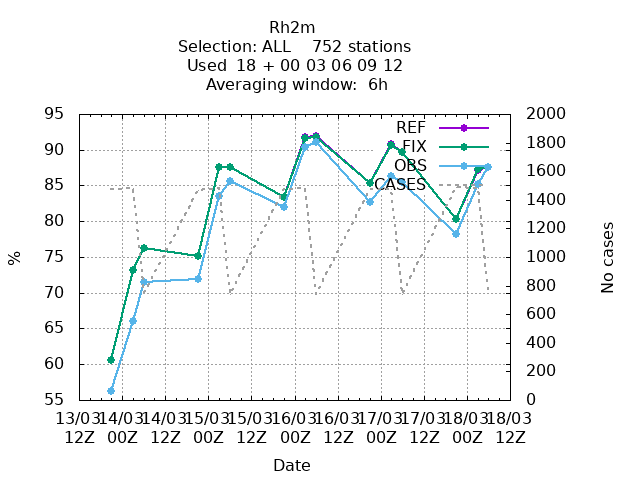 Rh2m
Selection: ALL    752 stations
Used  18 + 00 03 06 09 12
Averaging window:  6h
95
90
85
80
75
70
65
60
55
2000
1800
1600
1400
1200
1000
800
600
400
200
0
%
No cases
REF
FIX
OBS
CASES
13/03 14/03 14/03 15/03 15/03 16/03 16/03 17/03 17/03 18/03 18/03
12Z 00Z 12Z 00Z 12Z 00Z 12Z 00Z 12Z 00Z 12Z
Date